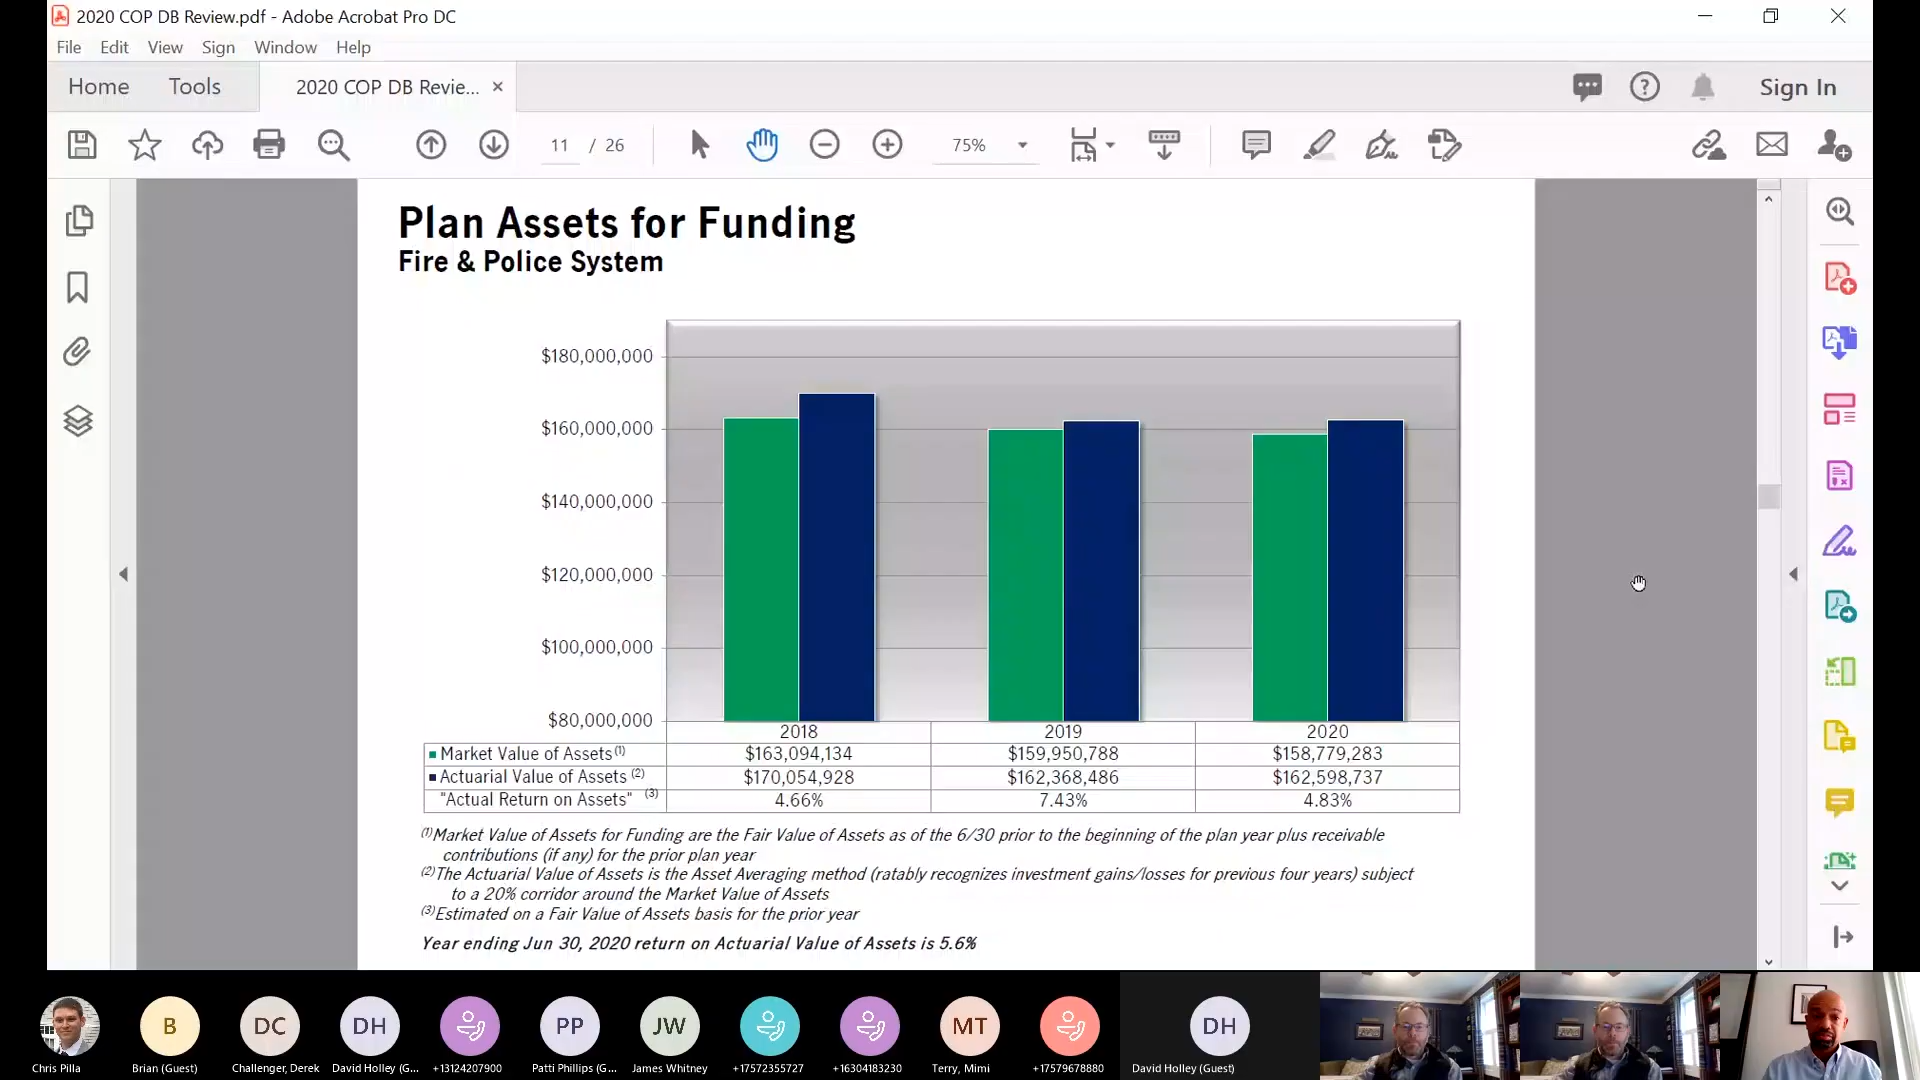 2020 COP DB Review.pdf - Adobe Acrobat Pro DC
File Edit View Sign Window Help
Home Tools 2020 COP DB Revie... × Sign In
11 / 26 75%
Plan Assets for Funding
Fire & Police System
$180,000,000
$160,000,000
$140,000,000
$120,000,000
$100,000,000
$80,000,000
2018 2019 2020
Market Value of Assets (1) $163,094,134 $159,950,788 $158,779,283
Actuarial Value of Assets (2) $170,054,928 $162,368,486 $162,598,737
"Actual Return on Assets" (3) 4.66% 7.43% 4.83%
(1)Market Value of Assets for Funding are the Fair Value of Assets as of the 6/30 prior to the beginning of the plan year plus receivable
contributions (if any) for the prior plan year
(2)The Actuarial Value of Assets is the Asset Averaging method (ratably recognizes investment gains/losses for previous four years) subject
to a 20% corridor around the Market Value of Assets
(3)Estimated on a Fair Value of Assets basis for the prior year
Year ending Jun 30, 2020 return on Actuarial Value of Assets is 5.6%
B DC DH PP JW MT DH
Chris Pilla Brian (Guest) Challenger, Derek David Holley (G... +13124207900 Patti Phillips (G... James Whitney +17572355727 +16304183230 Terry, Mimi +17579678880 David Holley (Guest)